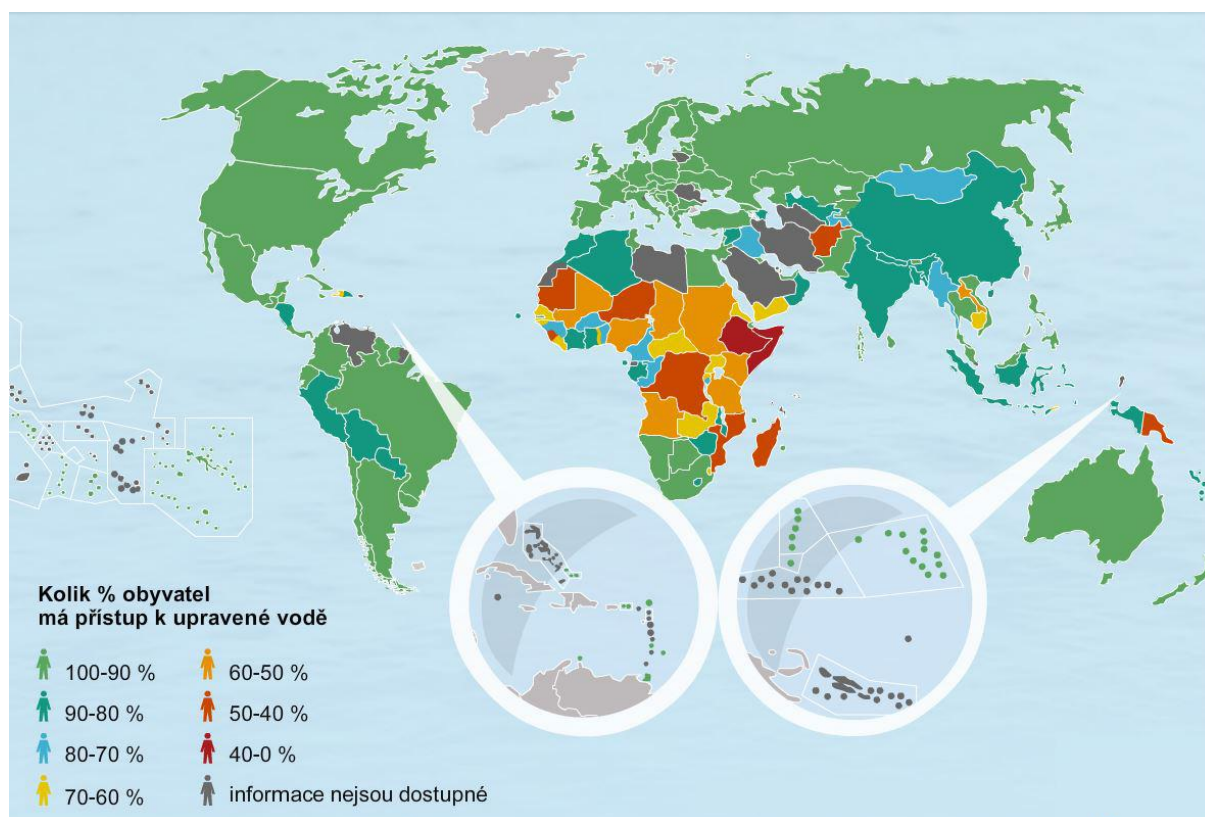 Kolik % obyvatel
má přístup k upravené vodě
100-90 %
90-80 %
80-70 %
70-60 %
60-50 %
50-40 %
40-0 %
informace nejsou dostupné